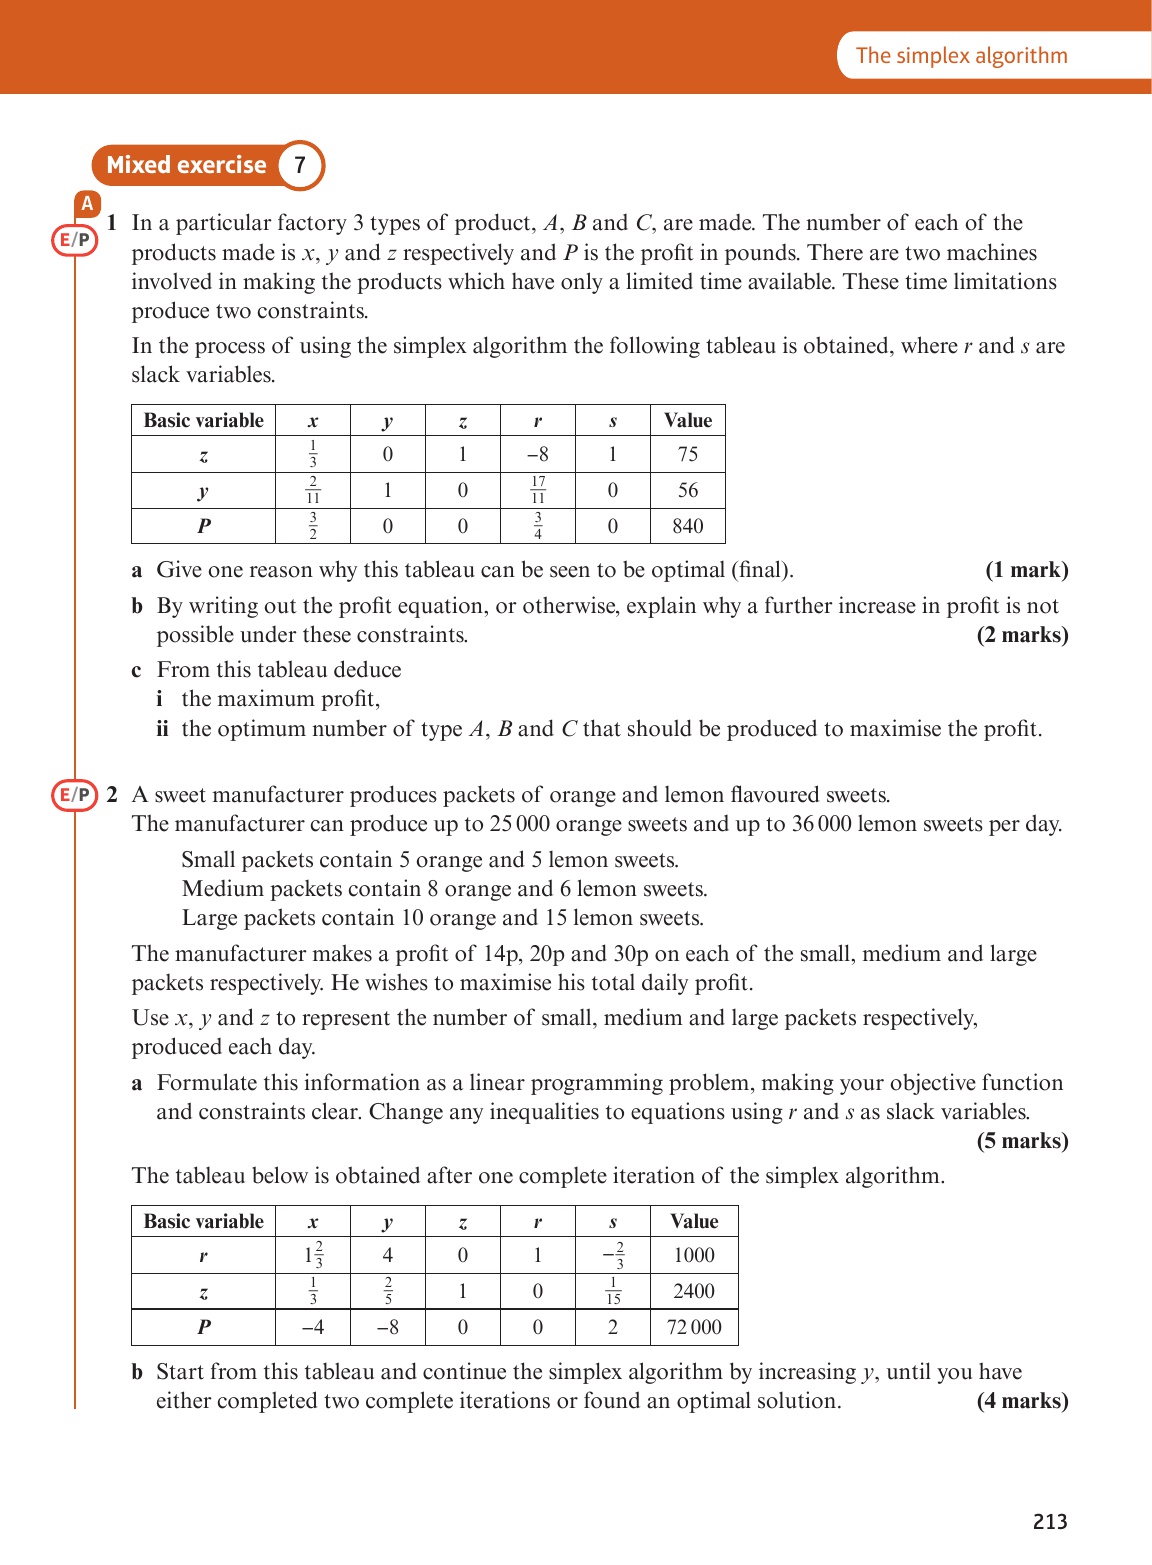 The simplex algorithm
Mixed exercise 7
A
E/P
1 In a particular factory 3 types of product, A, B and C, are made. The number of each of the
products made is x, y and z respectively and P is the profit in pounds. There are two machines
involved in making the products which have only a limited time available. These time limitations
produce two constraints.
In the process of using the simplex algorithm the following tableau is obtained, where r and s are
slack variables.
Basic variable x y z r s Value
z 1/3 0 1 −8 1 75
y 2/11 1 0 17/11 0 56
P 3/2 0 0 3/4 0 840
a Give one reason why this tableau can be seen to be optimal (final). (1 mark)
b By writing out the profit equation, or otherwise, explain why a further increase in profit is not
possible under these constraints. (2 marks)
c From this tableau deduce
i the maximum profit,
ii the optimum number of type A, B and C that should be produced to maximise the profit.
E/P
2 A sweet manufacturer produces packets of orange and lemon flavoured sweets.
The manufacturer can produce up to 25 000 orange sweets and up to 36 000 lemon sweets per day.
Small packets contain 5 orange and 5 lemon sweets.
Medium packets contain 8 orange and 6 lemon sweets.
Large packets contain 10 orange and 15 lemon sweets.
The manufacturer makes a profit of 14p, 20p and 30p on each of the small, medium and large
packets respectively. He wishes to maximise his total daily profit.
Use x, y and z to represent the number of small, medium and large packets respectively,
produced each day.
a Formulate this information as a linear programming problem, making your objective function
and constraints clear. Change any inequalities to equations using r and s as slack variables.
(5 marks)
The tableau below is obtained after one complete iteration of the simplex algorithm.
Basic variable x y z r s Value
r 1 2/3 4 0 1 −2/3 1000
z 1/3 2/5 1 0 1/15 2400
P −4 −8 0 0 2 72 000
b Start from this tableau and continue the simplex algorithm by increasing y, until you have
either completed two complete iterations or found an optimal solution. (4 marks)
213